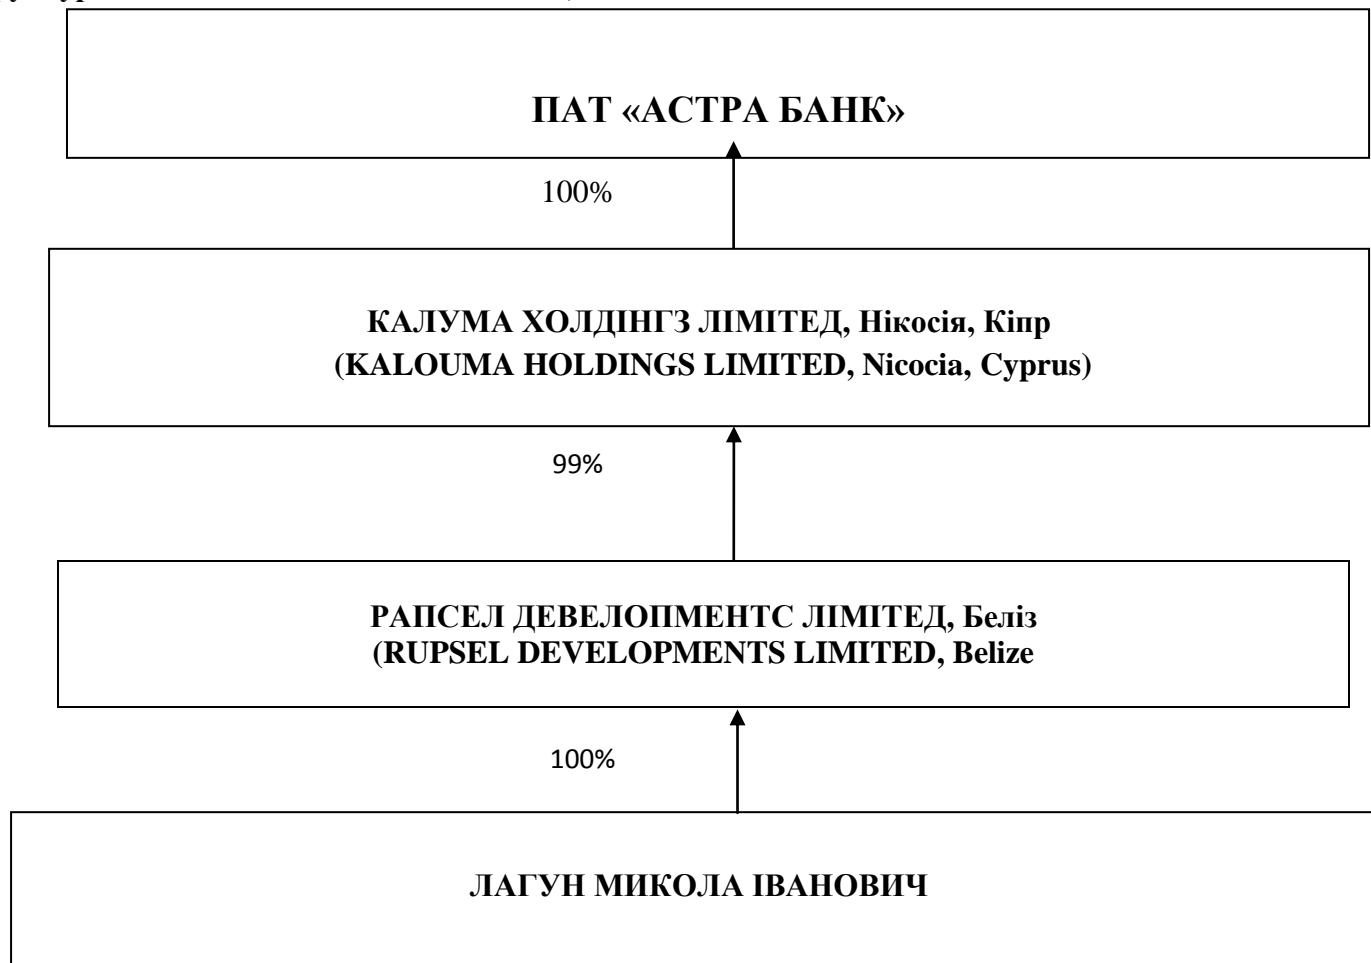 ПАТ «АСТРА БАНК»
100%
КАЛУМА ХОЛДІНГЗ ЛІМІТЕД, Нікосія, Кіпр
(KALOUMA HOLDINGS LIMITED, Nicocia, Cyprus)
99%
РАПСЕЛ ДЕВЕЛОПМЕНТС ЛІМІТЕД, Беліз
(RUPSEL DEVELOPMENTS LIMITED, Belize
100%
ЛАГУН МИКОЛА ІВАНОВИЧ